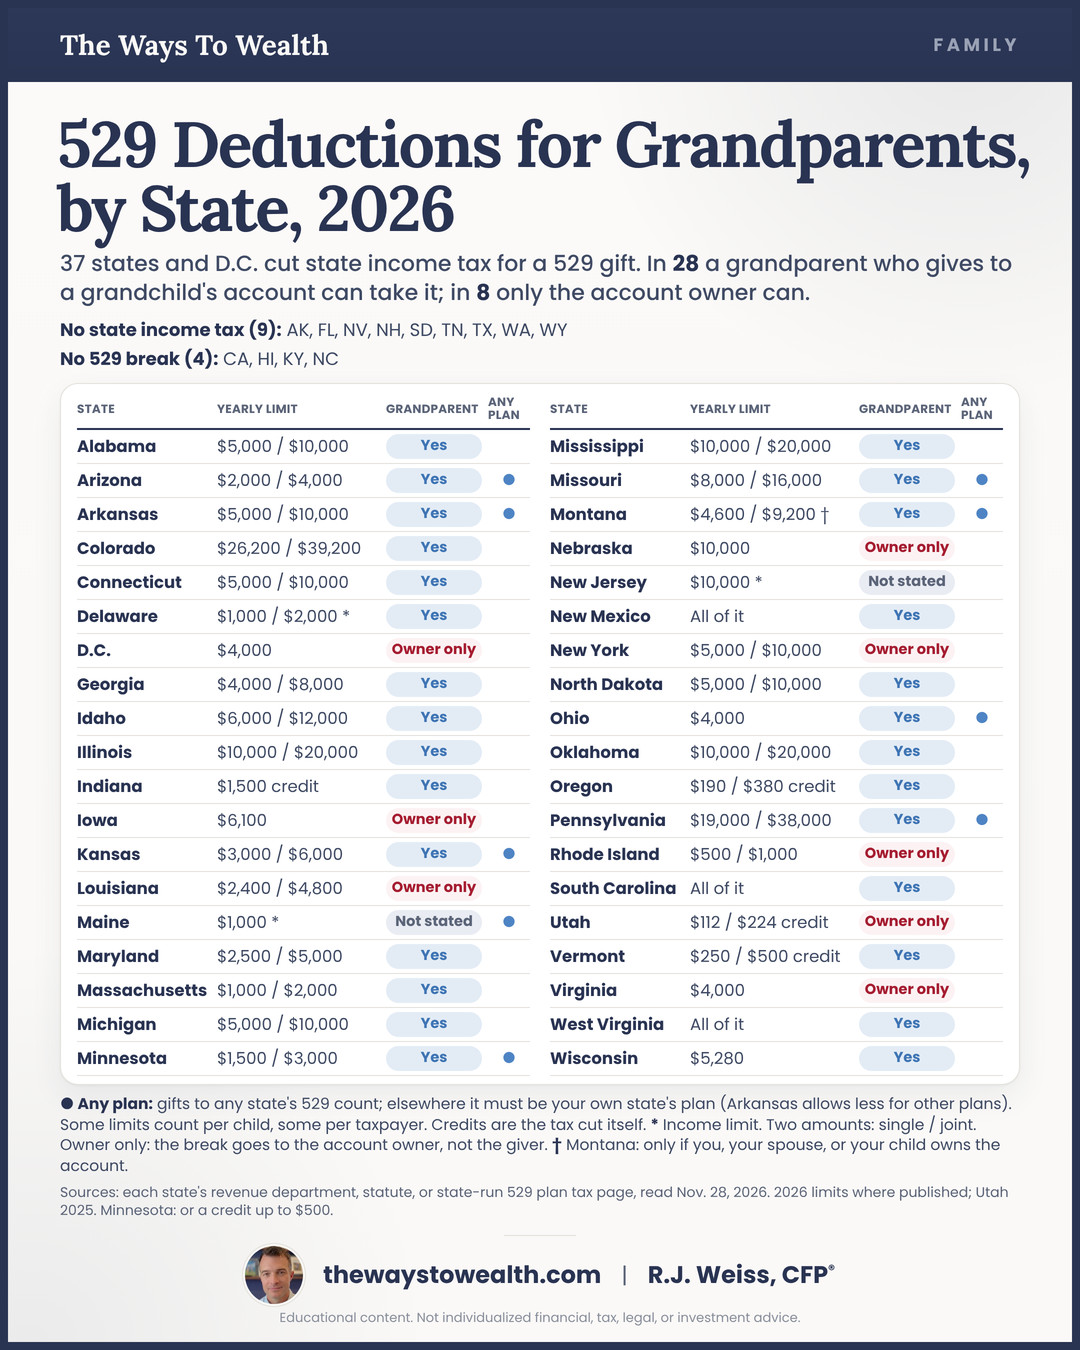 The Ways To Wealth
FAMILY
529 Deductions for Grandparents,
by State, 2026
37 states and D.C. cut state income tax for a 529 gift. In 28 a grandparent who gives to
a grandchild's account can take it; in 8 only the account owner can.
No state income tax (9): AK, FL, NV, NH, SD, TN, TX, WA, WY
No 529 break (4): CA, HI, KY, NC
STATE YEARLY LIMIT GRANDPARENT ANY PLAN
Alabama $5,000 / $10,000 Yes
Arizona $2,000 / $4,000 Yes ●
Arkansas $5,000 / $10,000 Yes ●
Colorado $26,200 / $39,200 Yes
Connecticut $5,000 / $10,000 Yes
Delaware $1,000 / $2,000 * Yes
D.C. $4,000 Owner only
Georgia $4,000 / $8,000 Yes
Idaho $6,000 / $12,000 Yes
Illinois $10,000 / $20,000 Yes
Indiana $1,500 credit Yes
Iowa $6,100 Owner only
Kansas $3,000 / $6,000 Yes ●
Louisiana $2,400 / $4,800 Owner only
Maine $1,000 * Not stated ●
Maryland $2,500 / $5,000 Yes
Massachusetts $1,000 / $2,000 Yes
Michigan $5,000 / $10,000 Yes
Minnesota $1,500 / $3,000 Yes ●
STATE YEARLY LIMIT GRANDPARENT ANY PLAN
Mississippi $10,000 / $20,000 Yes
Missouri $8,000 / $16,000 Yes ●
Montana $4,600 / $9,200 † Yes ●
Nebraska $10,000 Owner only
New Jersey $10,000 * Not stated
New Mexico All of it Yes
New York $5,000 / $10,000 Owner only
North Dakota $5,000 / $10,000 Yes
Ohio $4,000 Yes ●
Oklahoma $10,000 / $20,000 Yes
Oregon $190 / $380 credit Yes
Pennsylvania $19,000 / $38,000 Yes ●
Rhode Island $500 / $1,000 Owner only
South Carolina All of it Yes
Utah $112 / $224 credit Owner only
Vermont $250 / $500 credit Yes
Virginia $4,000 Owner only
West Virginia All of it Yes
Wisconsin $5,280 Yes
● Any plan: gifts to any state's 529 count; elsewhere it must be your own state's plan (Arkansas allows less for other plans).
Some limits count per child, some per taxpayer. Credits are the tax cut itself. * Income limit. Two amounts: single / joint.
Owner only: the break goes to the account owner, not the giver. † Montana: only if you, your spouse, or your child owns the
account.
Sources: each state's revenue department, statute, or state-run 529 plan tax page, read Nov. 28, 2026. 2026 limits where published; Utah
2025. Minnesota: or a credit up to $500.
thewaystowealth.com | R.J. Weiss, CFP®
Educational content. Not individualized financial, tax, legal, or investment advice.